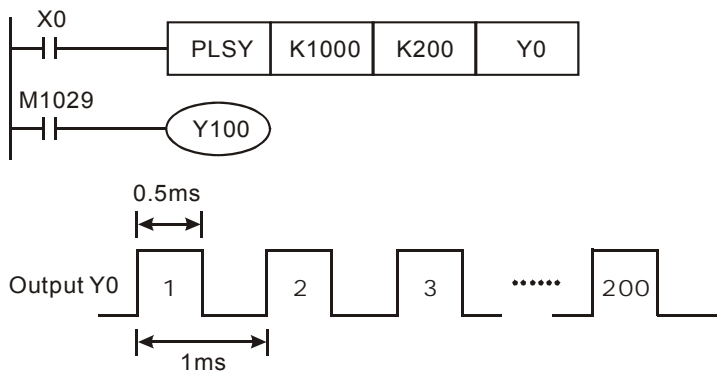 X0
PLSY K1000 K200 Y0
M1029
Y100
0.5ms
Output Y0 1 2 3 ...... 200
1ms